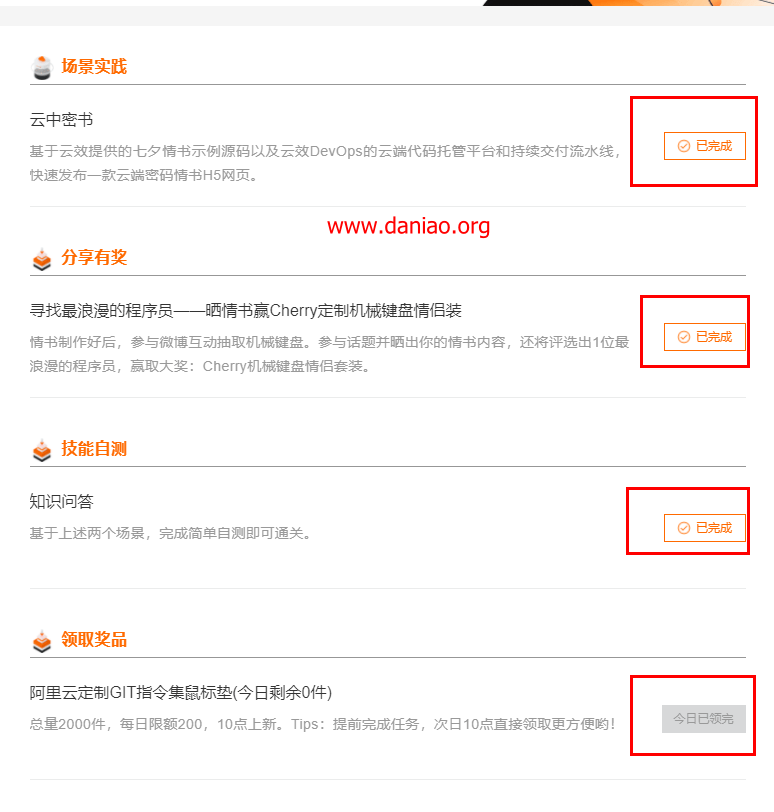 场景实践
云中密书
已完成
基于云效提供的七夕情书示例源码以及云效DevOps的云端代码托管平台和持续交付流水线，
快速发布一款云端密码情书H5网页。
www.daniao.org
分享有奖
寻找最浪漫的程序员——晒情书赢Cherry定制机械键盘情侣装
已完成
情书制作好后，参与微博互动抽取机械键盘。参与话题并晒出你的情书内容，还将评选出1位最
浪漫的程序员，赢取大奖：Cherry机械键盘情侣套装。
技能自测
知识问答
已完成
基于上述两个场景，完成简单自测即可通关。
领取奖品
阿里云定制GIT指令集鼠标垫(今日剩余0件)
今日已领完
总量2000件，每日限额200，10点上新。Tips：提前完成任务，次日10点直接领取更方便哟！